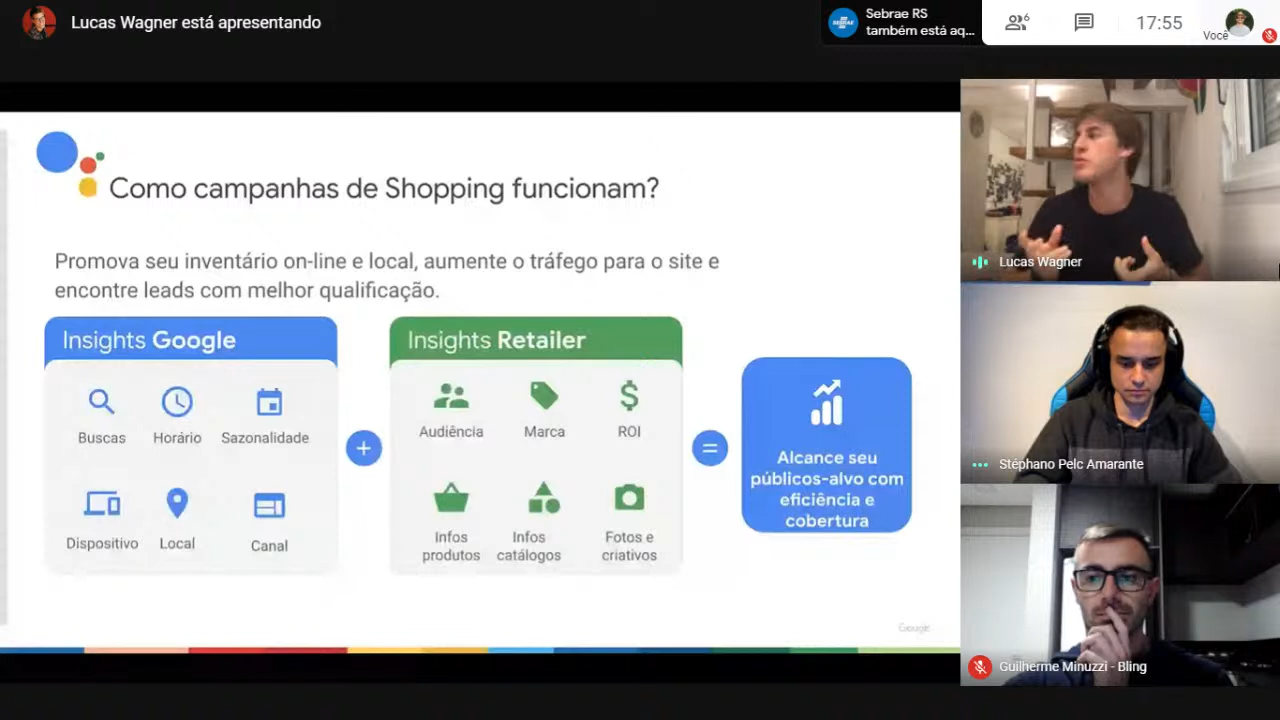 Lucas Wagner está apresentando
Sebrae RS
também está aq...
6
17:55
Você
SEBRAE
Como campanhas de Shopping funcionam?
Promova seu inventário on-line e local, aumente o tráfego para o site e
encontre leads com melhor qualificação.
Insights Google
Buscas
Horário
Sazonalidade
Dispositivo
Local
Canal
+
Insights Retailer
Audiência
Marca
$
ROI
Infos
produtos
Infos
catálogos
Fotos e
criativos
=
Alcance seu
públicos-alvo com
eficiência e
cobertura
Google
Lucas Wagner
Stéphano Pelc Amarante
Guilherme Minuzzi - Bling